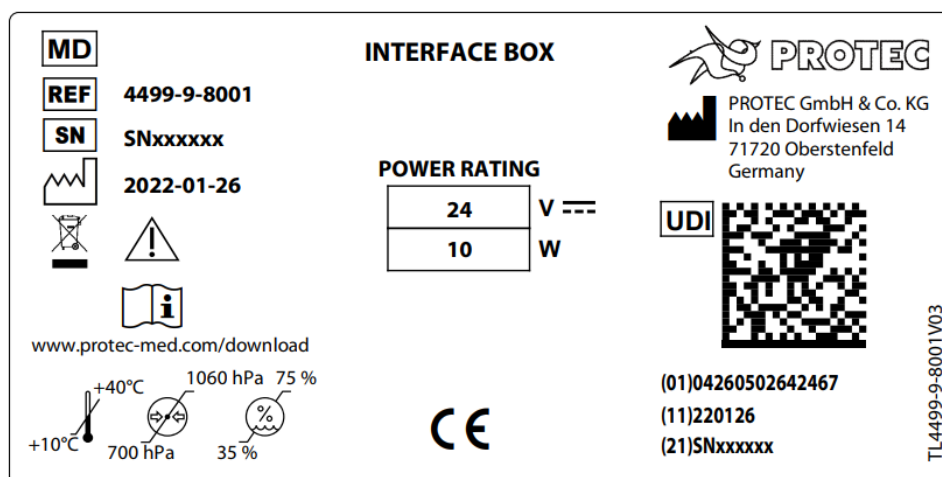 MD
INTERFACE BOX
PROTEC
REF 4499-9-8001
SN SNxxxxxx
2022-01-26
PROTEC GmbH & Co. KG
In den Dorfwiesen 14
71720 Oberstenfeld
Germany
POWER RATING
24 V
10 W
UDI
i
www.protec-med.com/download
+40°C
+10°C
1060 hPa
700 hPa
75 %
%
35 %
CE
(01)04260502642467
(11)220126
(21)SNxxxxxx
TL4499-9-8001V03